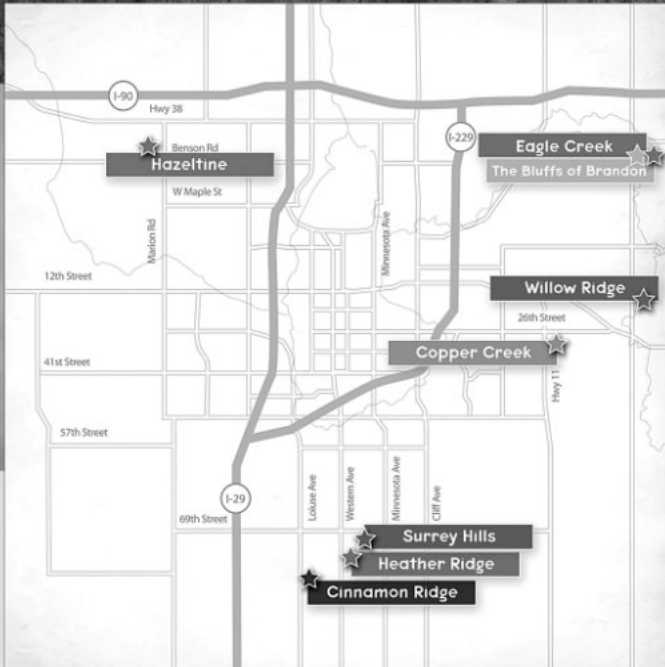 I-90
Hwy 38
I-229
Benson Rd
Hazeltine
Eagle Creek
The Bluffs of Brandon
W Maple St
Marion Rd
Minnesota Ave
12th Street
Willow Ridge
26th Street
Copper Creek
41st Street
Hwy 11
57th Street
I-29
Loiuse Ave
Western Ave
Minnesota Ave
Cliff Ave
69th Street
Surrey Hills
Heather Ridge
Cinnamon Ridge